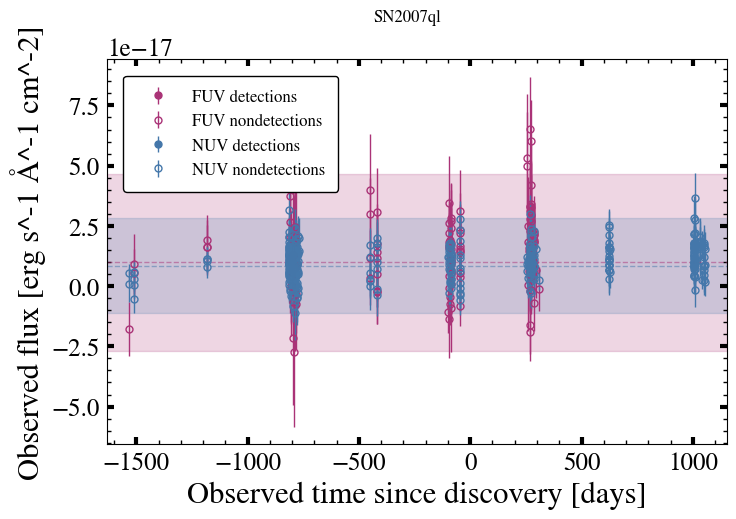 SN2007ql
1e−17
FUV detections
FUV nondetections
NUV detections
NUV nondetections
7.5
5.0
2.5
0.0
−2.5
−5.0
Observed flux [erg s^-1 Å^-1 cm^-2]
−1500 −1000 −500 0 500 1000
Observed time since discovery [days]